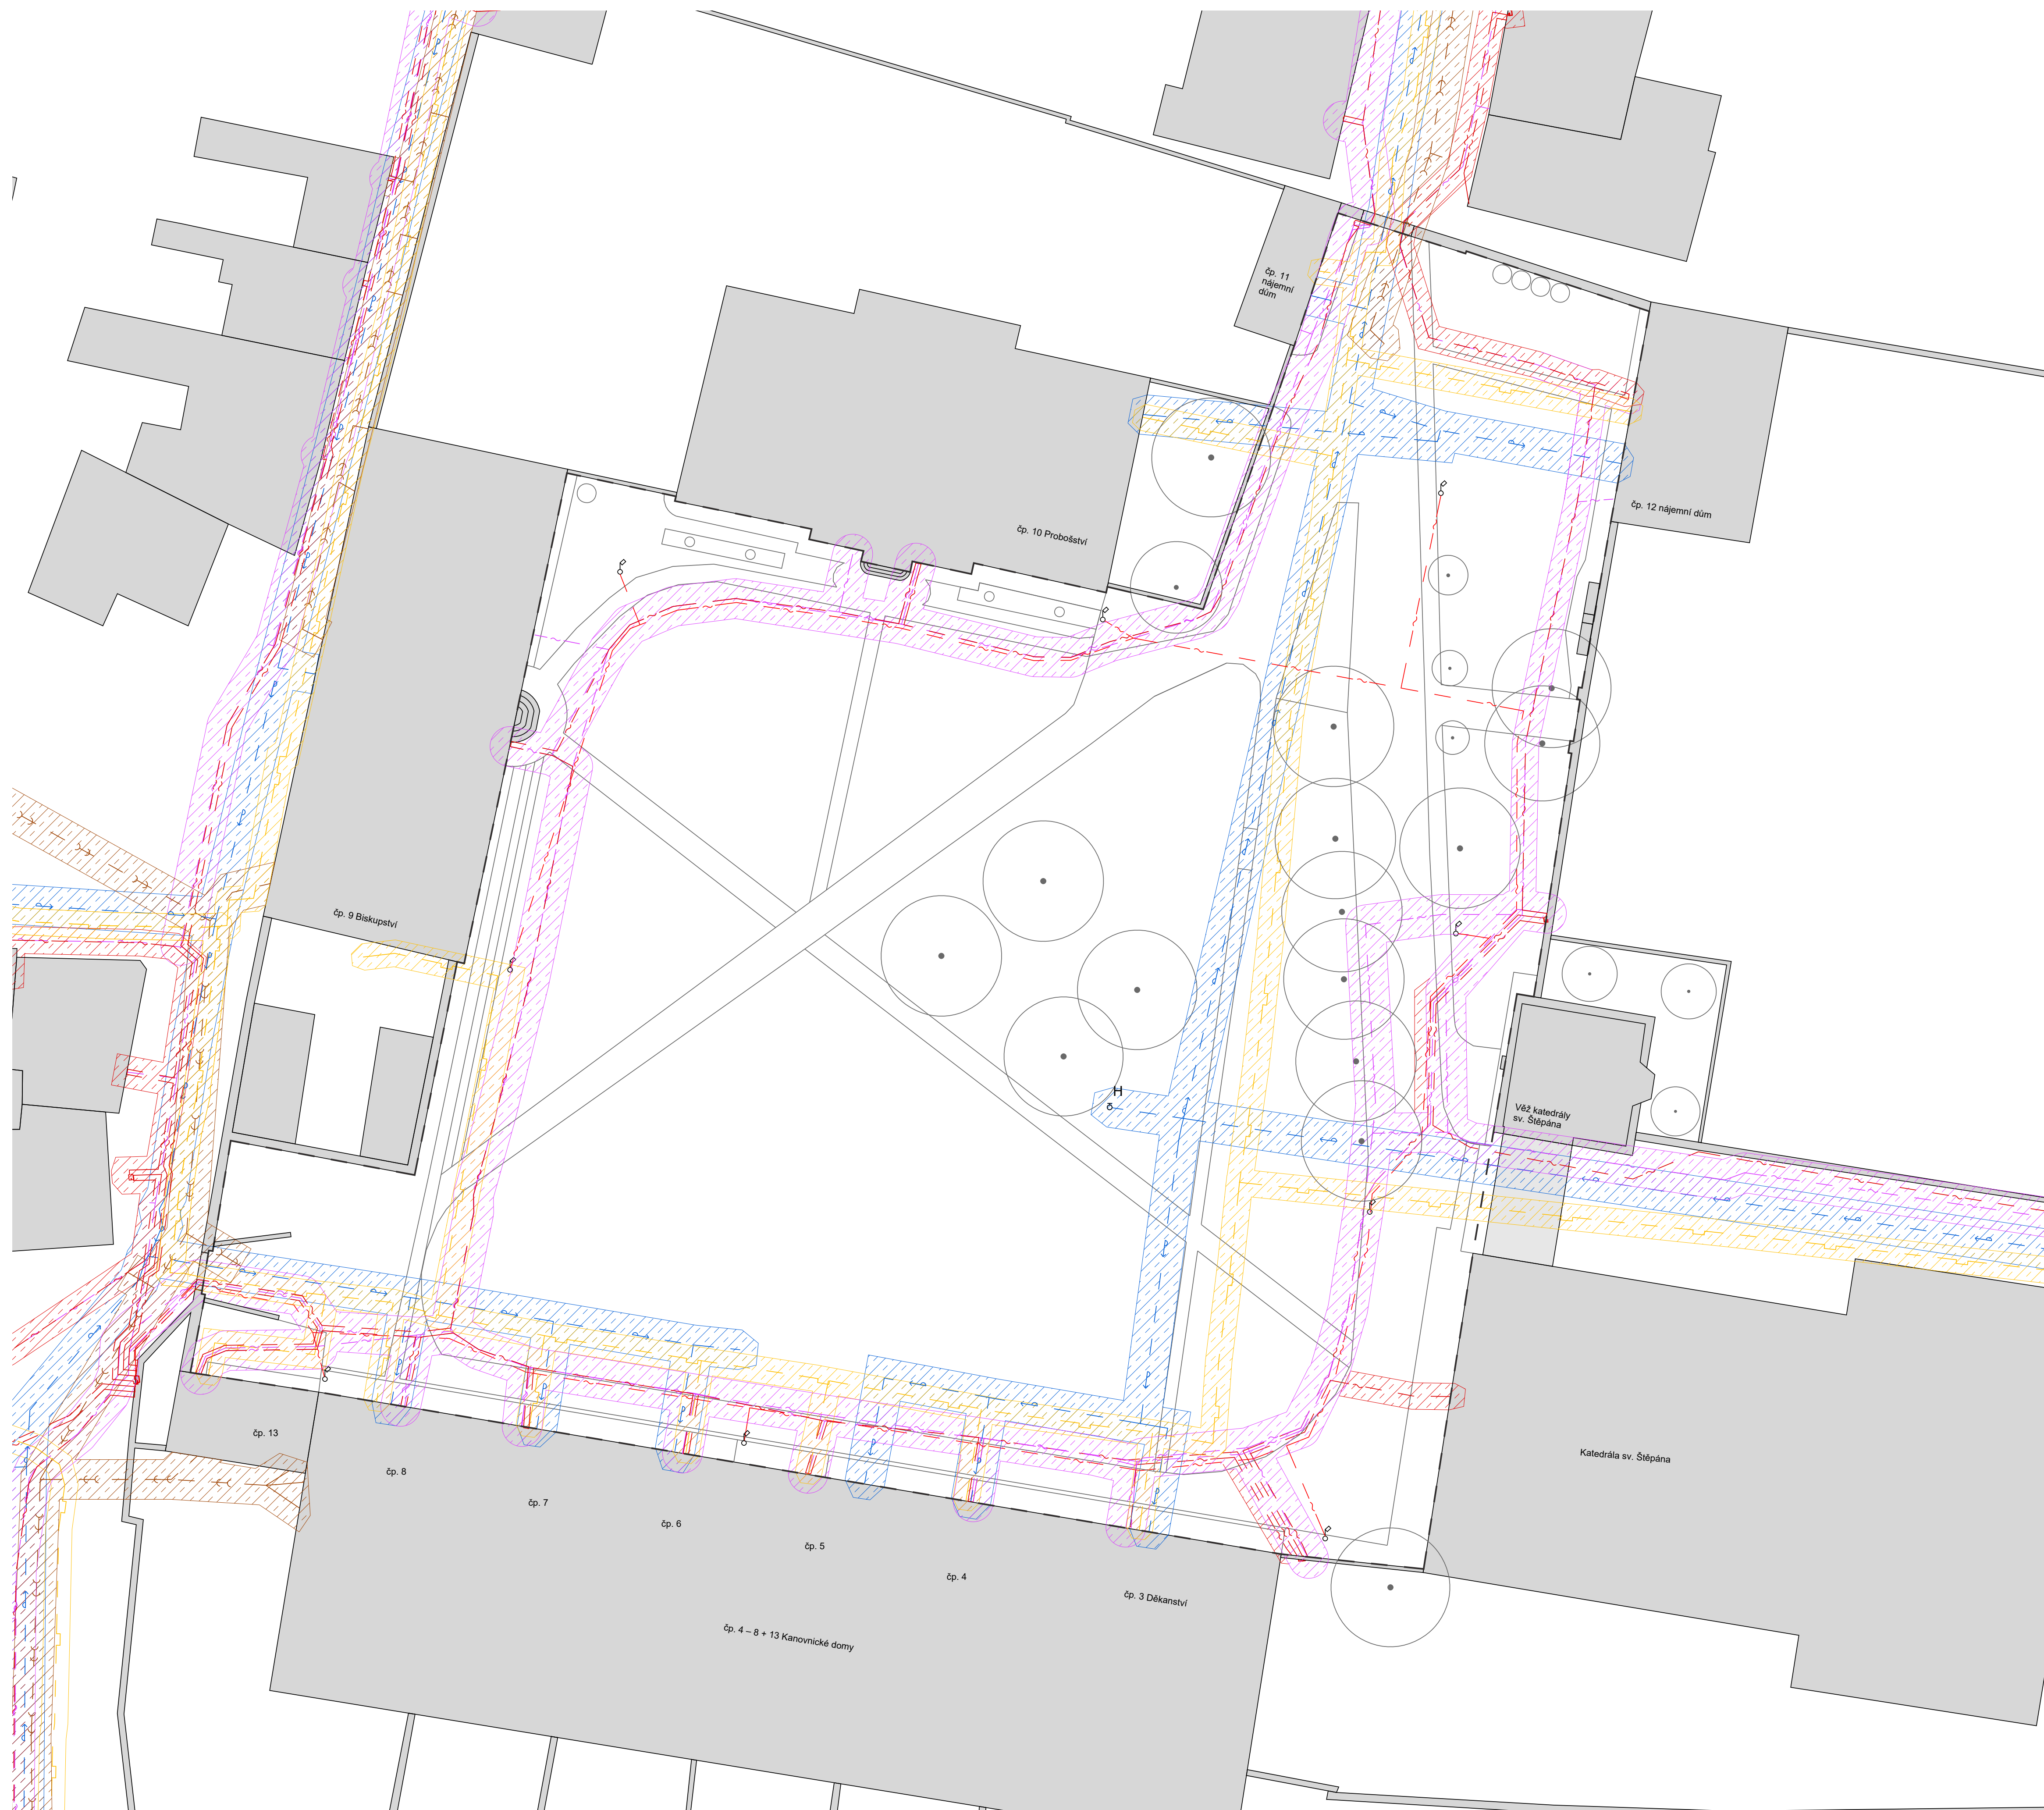 čp. 11
nájemní
dům
čp. 12 nájemní dům
čp. 10 Probošství
čp. 9 Biskupství
H
Věž katedrály
sv. Štěpána
čp. 13
čp. 8
čp. 7
čp. 6
čp. 5
čp. 4
čp. 3 Děkanství
Katedrála sv. Štěpána
čp. 4 – 8 + 13 Kanovnické domy